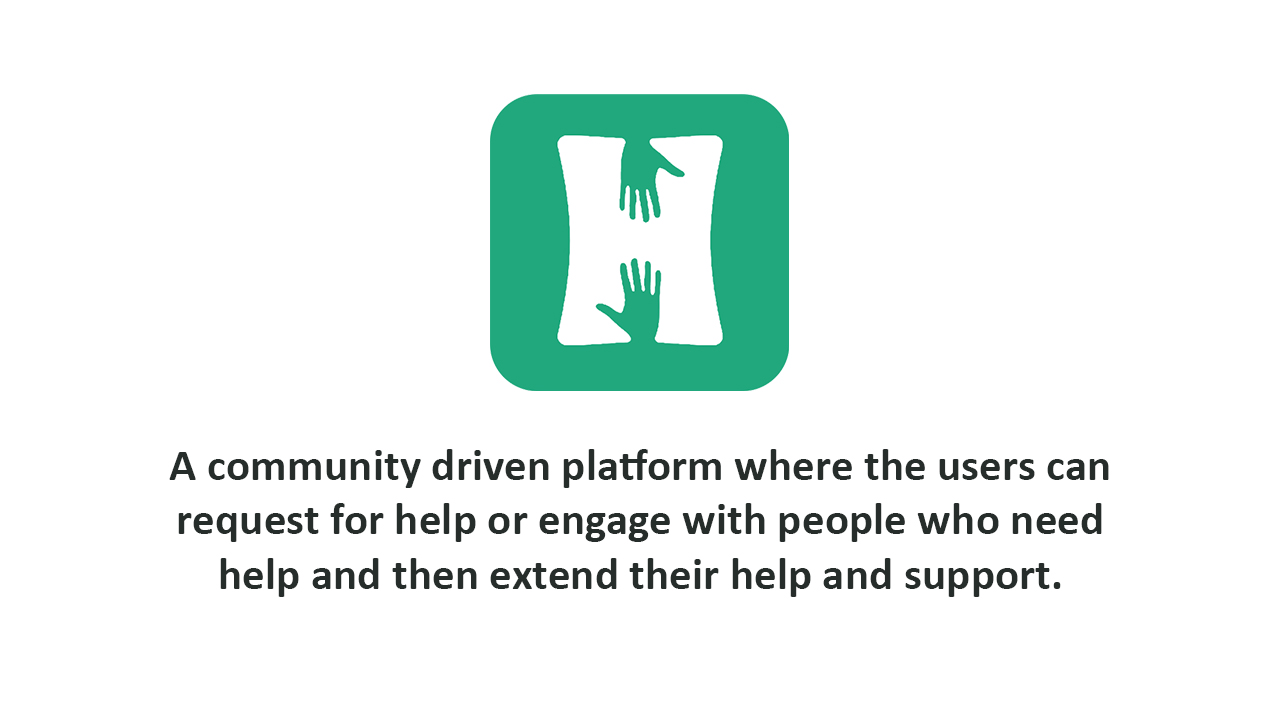 A community driven platform where the users can
request for help or engage with people who need
help and then extend their help and support.